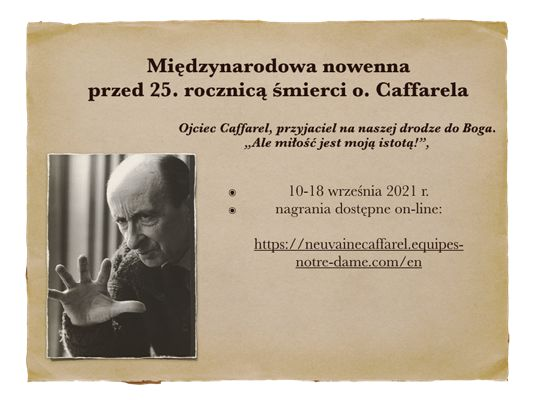 Międzynarodowa nowenna
przed 25. rocznicą śmierci o. Caffarela
Ojciec Caffarel, przyjaciel na naszej drodze do Boga.
„Ale miłość jest moją istotą!”,
10-18 września 2021 r.
nagrania dostępne on-line:
https://neuvainecaffarel.equipes-
notre-dame.com/en